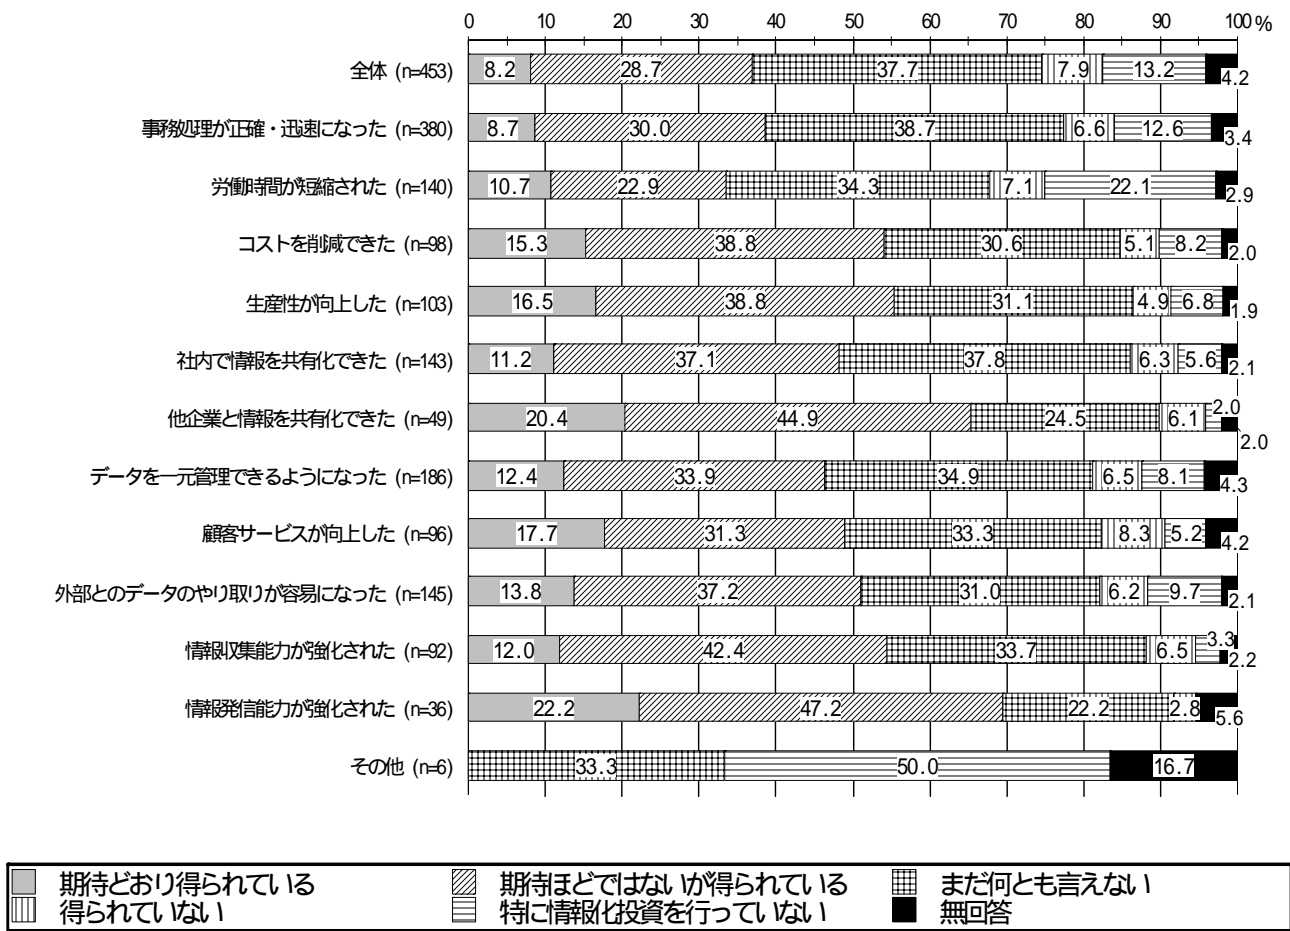 0 10 20 30 40 50 60 70 80 90 100%
全体 (n=453) 8.2 28.7 37.7 7.9 13.2 4.2
事務処理が正確・迅速になった (n=380) 8.7 30.0 38.7 6.6 12.6 3.4
労働時間が短縮された (n=140) 10.7 22.9 34.3 7.1 22.1 2.9
コストを削減できた (n=98) 15.3 38.8 30.6 5.1 8.2 2.0
生産性が向上した (n=103) 16.5 38.8 31.1 4.9 6.8 1.9
社内で情報を共有化できた (n=143) 11.2 37.1 37.8 6.3 5.6 2.1
他企業と情報を共有化できた (n=49) 20.4 44.9 24.5 6.1 2.0 2.0
データを一元管理できるようになった (n=186) 12.4 33.9 34.9 6.5 8.1 4.3
顧客サービスが向上した (n=96) 17.7 31.3 33.3 8.3 5.2 4.2
外部とのデータのやり取りが容易になった (n=145) 13.8 37.2 31.0 6.2 9.7 2.1
情報収集能力が強化された (n=92) 12.0 42.4 33.7 6.5 3.3 2.2
情報発信能力が強化された (n=36) 22.2 47.2 22.2 2.8 5.6
その他 (n=6) 33.3 50.0 16.7
期待どおり得られている 期待ほどではないが得られている まだ何とも言えない
得られていない 特に情報化投資を行っていない 無回答